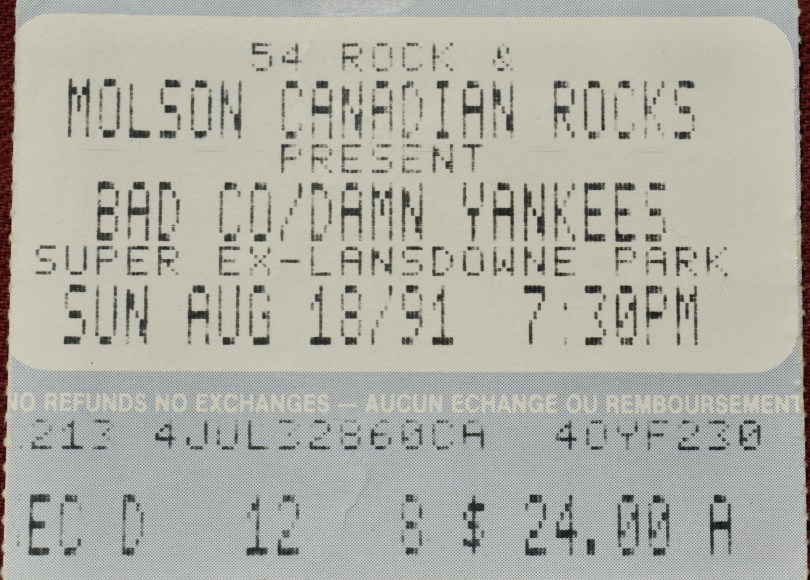 54 ROCK &
MOLSON CANADIAN ROCKS
PRESENT
BAD CO/DAMN YANKEES
SUPER EX-LANSDOWNE PARK
SUN AUG 18/91 7:30PM
NO REFUNDS NO EXCHANGES — AUCUN ECHANGE OU REMBOURSEMENT
213 4JUL32860CA 40YF230
EC D 12 8 $ 24.00 A